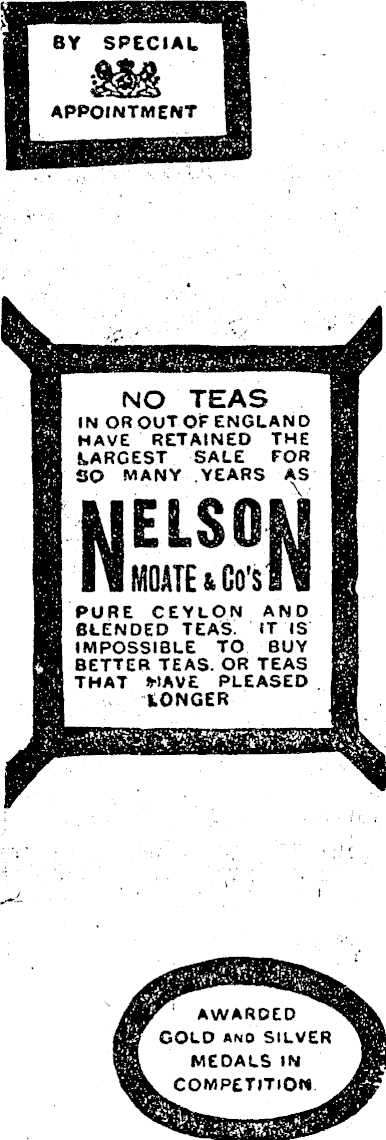 BY SPECIAL
APPOINTMENT
NO TEAS
IN OR OUT OF ENGLAND
HAVE RETAINED THE
LARGEST SALE FOR
SO MANY YEARS AS
NELSON
MOATE & Co's
PURE CEYLON AND
BLENDED TEAS. IT IS
IMPOSSIBLE TO BUY
BETTER TEAS. OR TEAS
THAT HAVE PLEASED
LONGER
AWARDED
GOLD AND SILVER
MEDALS IN
COMPETITION.